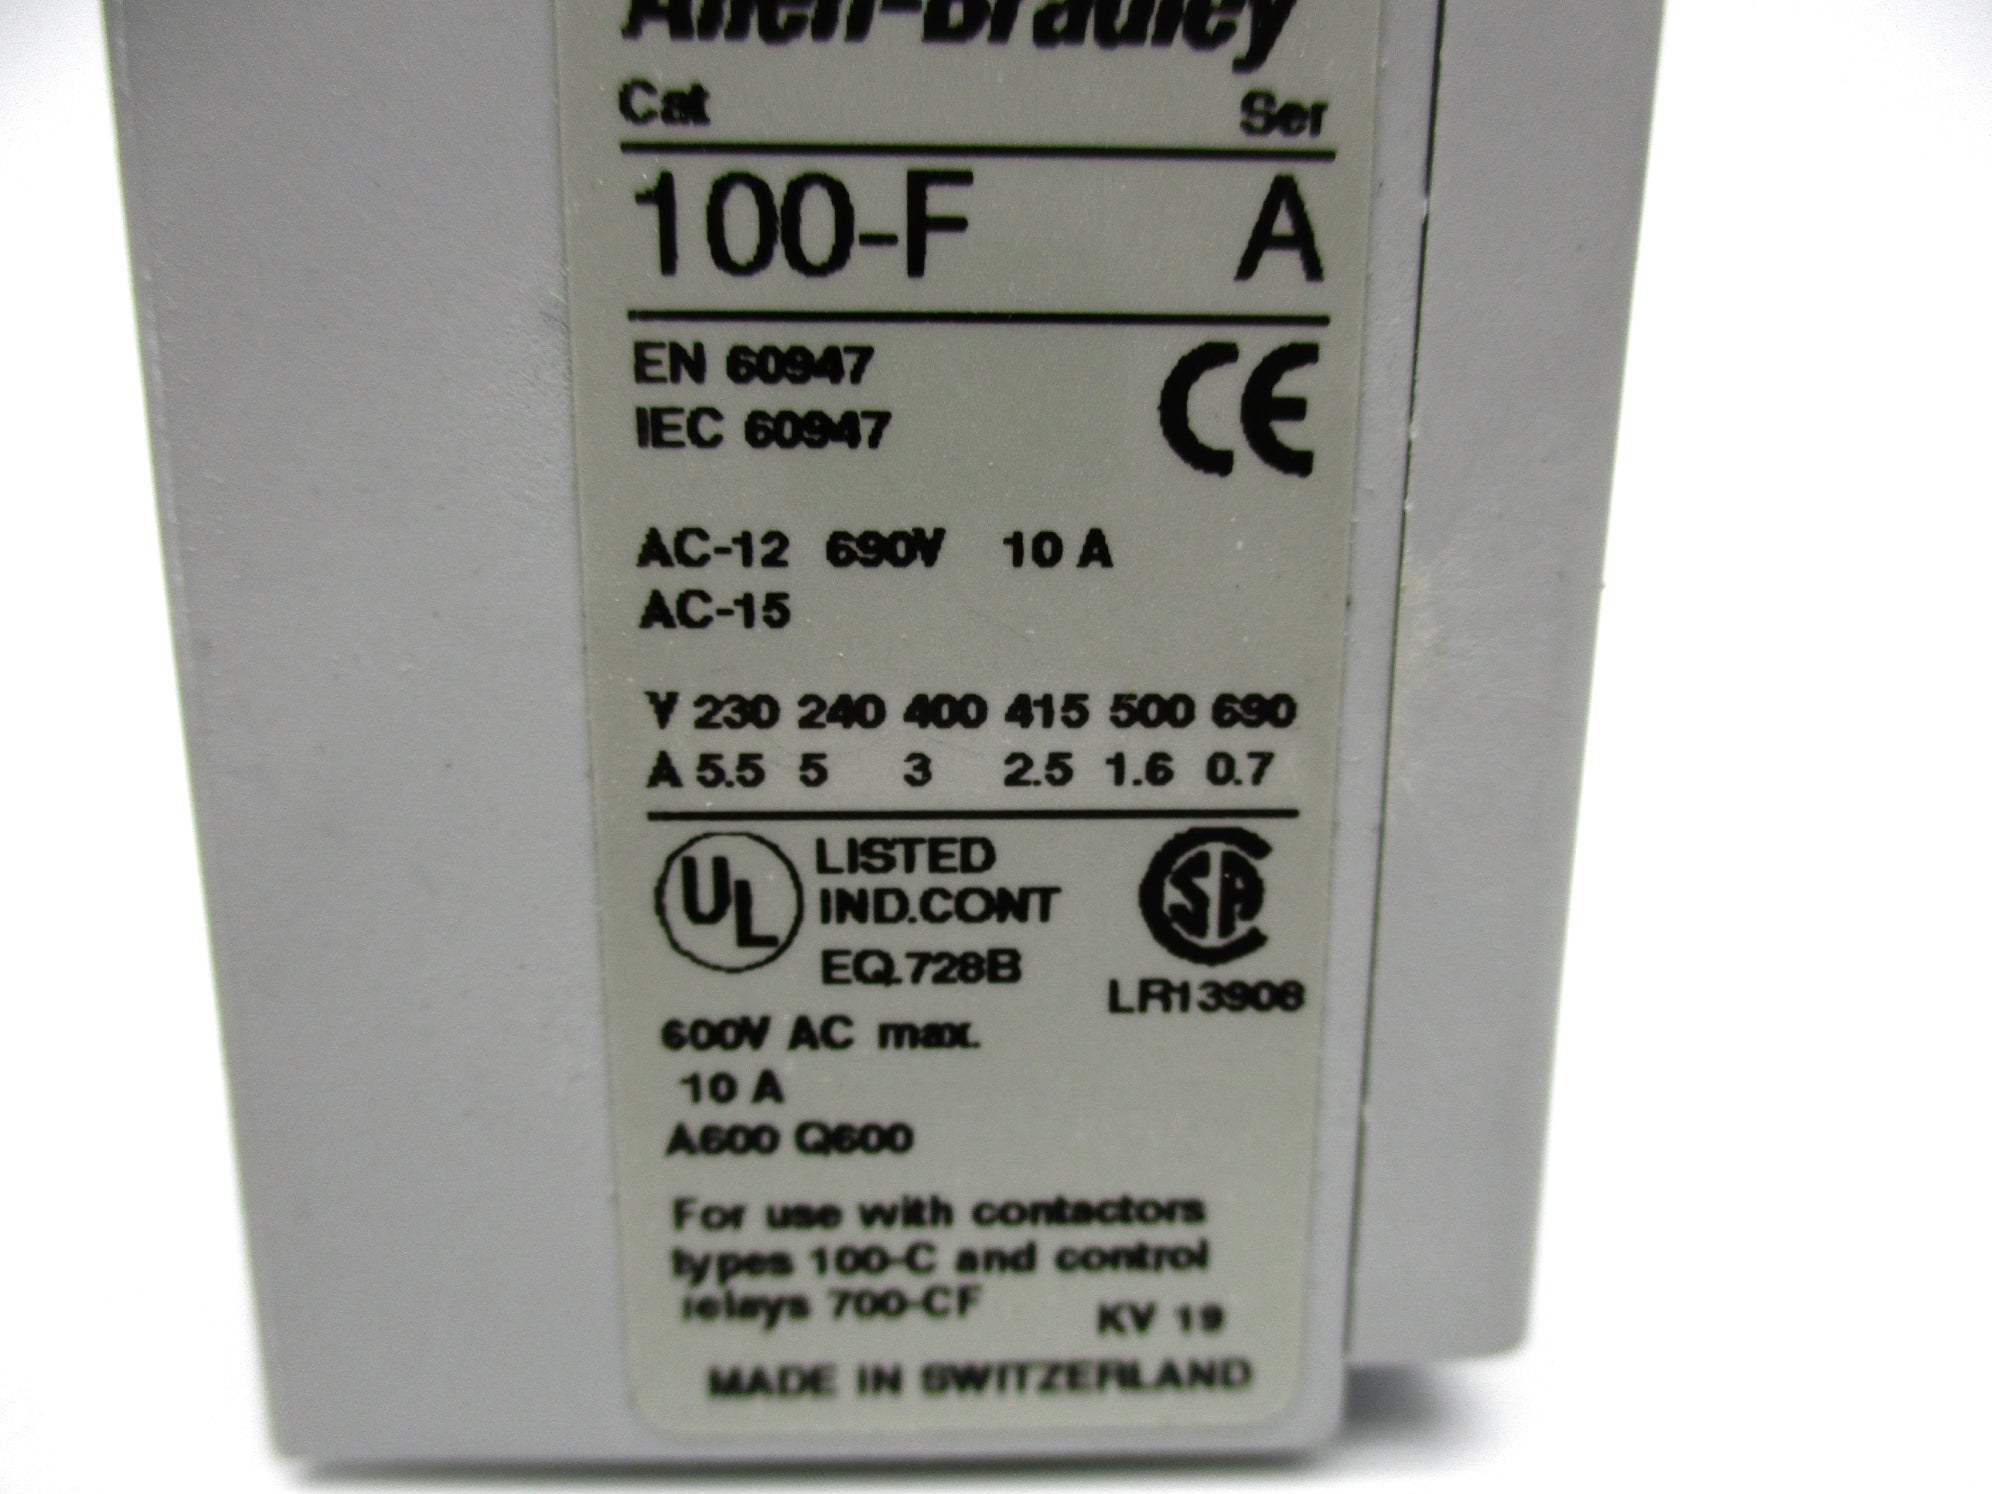 Allen-Bradley
Cat Ser
100-F A
EN 60947
IEC 60947
CE
AC-12 690V 10 A
AC-15
V 230 240 400 415 500 690
A 5.5 5 3 2.5 1.6 0.7
UL LISTED
IND.CONT
EQ.728B
SA
LR13908
600V AC max.
10 A
A600 Q600
For use with contactors
types 100-C and control
relays 700-CF
KV 19
MADE IN SWITZERLAND